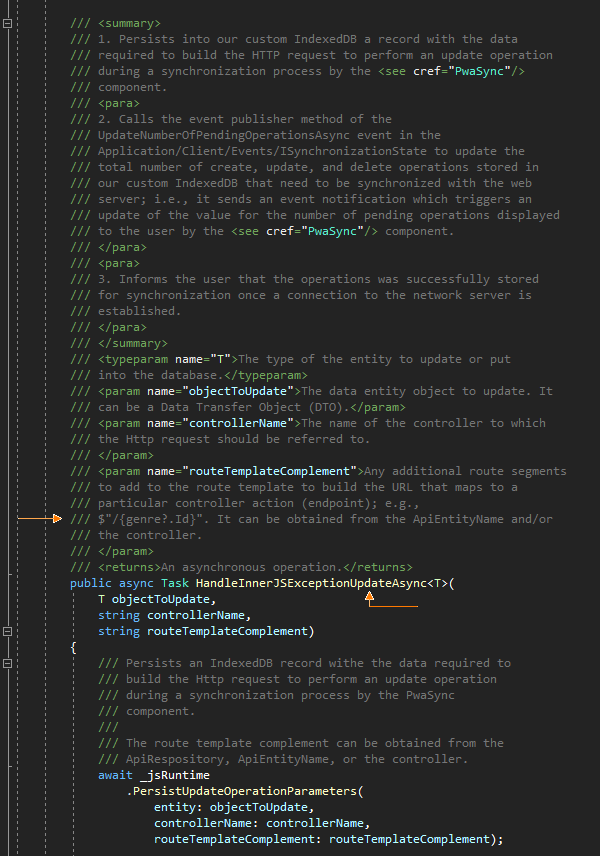 /// <summary>
/// 1. Persists into our custom IndexedDB a record with the data
/// required to build the HTTP request to perform an update operation
/// during a synchronization process by the <see cref="PwaSync"/>
/// component.
/// <para>
/// 2. Calls the event publisher method of the
/// UpdateNumberOfPendingOperationsAsync event in the
/// Application/Client/Events/ISynchronizationState to update the
/// total number of create, update, and delete operations stored in
/// our custom IndexedDB that need to be synchronized with the web
/// server; i.e., it sends an event notification which triggers an
/// update of the value for the number of pending operations displayed
/// to the user by the <see cref="PwaSync"/> component.
/// </para>
/// <para>
/// 3. Informs the user that the operations was successfully stored
/// for synchronization once a connection to the network server is
/// established.
/// </para>
/// </summary>
/// <typeparam name="T">The type of the entity to update or put
/// into the database.</typeparam>
/// <param name="objectToUpdate">The data entity object to update. It
/// can be a Data Transfer Object (DTO).</param>
/// <param name="controllerName">The name of the controller to which
/// the Http request should be referred to.
/// </param>
/// <param name="routeTemplateComplement">Any additional route segments
/// to add to the route template to build the URL that maps to a
/// particular controller action (endpoint); e.g.,
/// $"/{genre?.Id}". It can be obtained from the ApiEntityName and/or
/// the controller.
/// </param>
/// <returns>An asynchronous operation.</returns>
public async Task HandleInnerJSExceptionUpdateAsync<T>(
T objectToUpdate,
string controllerName,
string routeTemplateComplement)
{
/// Persists an IndexedDB record withe the data required to
/// build the Http request to perform an update operation
/// during a synchronization process by the PwaSync
/// component.
///
/// The route template complement can be obtained from the
/// ApiRespository, ApiEntityName, or the controller.
await _jsRuntime
.PersistUpdateOperationParameters(
entity: objectToUpdate,
controllerName: controllerName,
routeTemplateComplement: routeTemplateComplement);